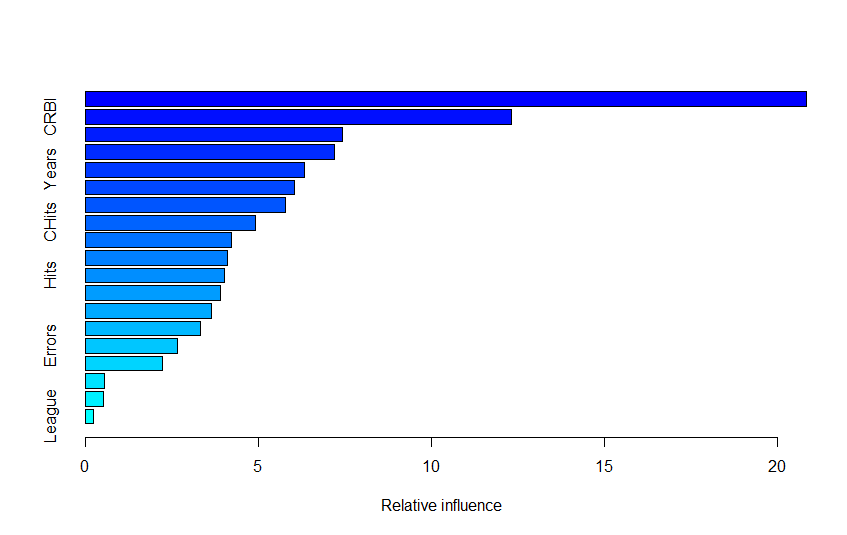 CRBI
Years
CHits
Hits
Errors
League
0 5 10 15 20
Relative influence